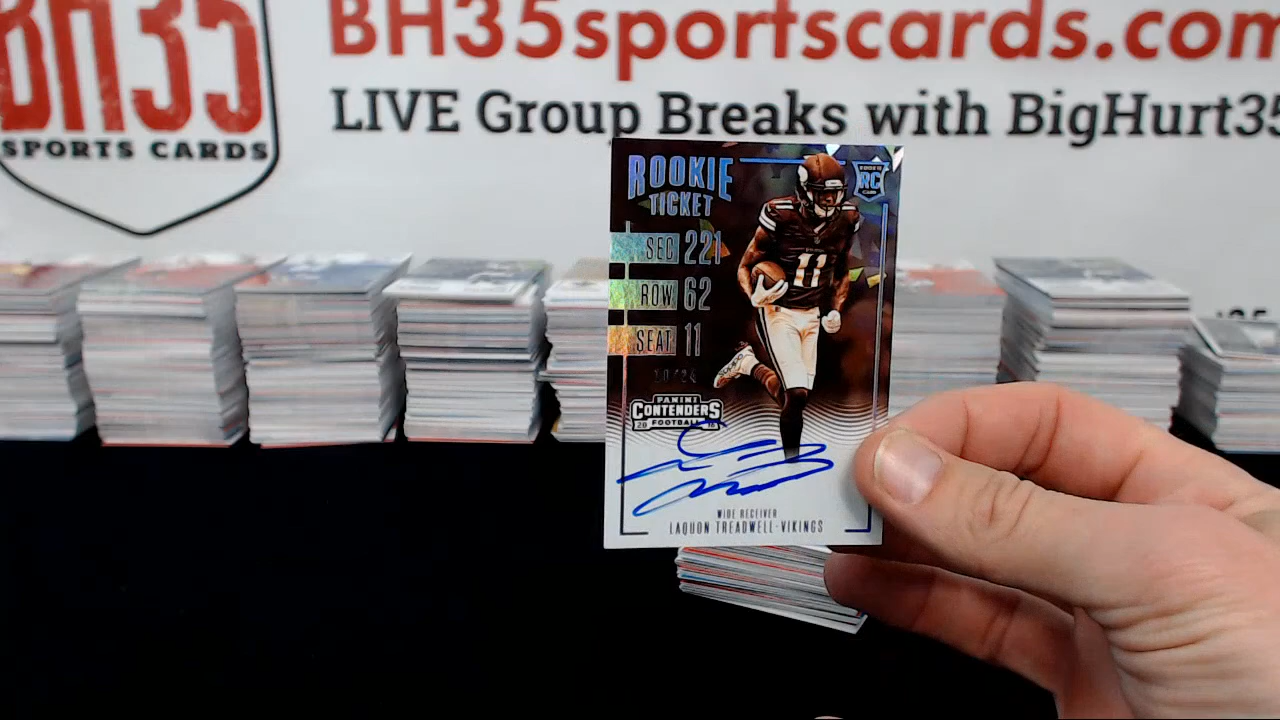 BH35
SPORTS CARDS
BH35sportscards.com
LIVE Group Breaks with BigHurt35
ROOKIE
TICKET
RC
SEC 221
ROW 62
SEAT 11
11
PANINI
CONTENDERS
FOOTBALL
WIDE RECEIVER
LAQUON TREADWELL - VIKINGS